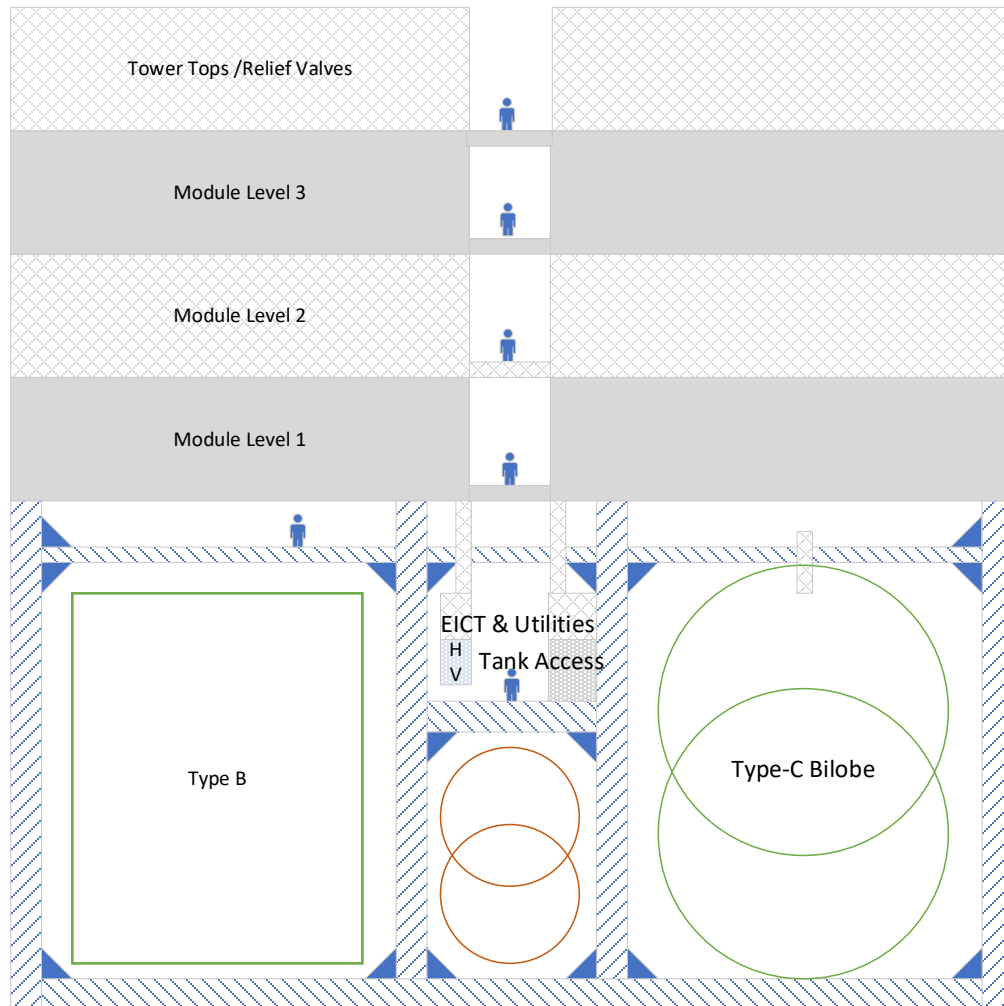 Tower Tops /Relief Valves
Module Level 3
Module Level 2
Module Level 1
EICT & Utilities
H
V
Tank Access
Type B
Type-C Bilobe